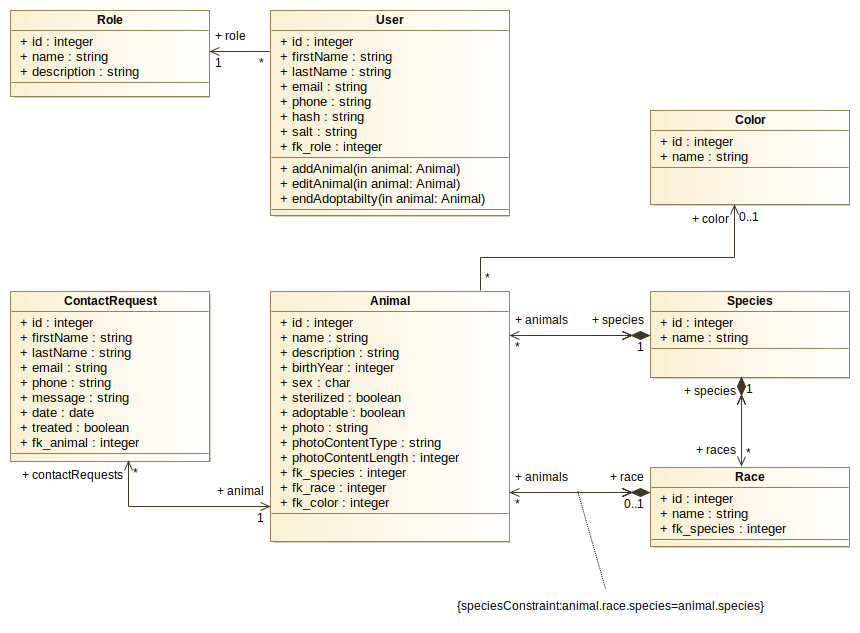 Role
+ id : integer
+ name : string
+ description : string
+ role
1
*
User
+ id : integer
+ firstName : string
+ lastName : string
+ email : string
+ phone : string
+ hash : string
+ salt : string
+ fk_role : integer
+ addAnimal(in animal: Animal)
+ editAnimal(in animal: Animal)
+ endAdoptabilty(in animal: Animal)
Color
+ id : integer
+ name : string
+ color
0..1
*
ContactRequest
+ id : integer
+ firstName : string
+ lastName : string
+ email : string
+ phone : string
+ message : string
+ date : date
+ treated : boolean
+ fk_animal : integer
+ contactRequests
*
+ animal
1
Animal
+ id : integer
+ name : string
+ description : string
+ birthYear : integer
+ sex : char
+ sterilized : boolean
+ adoptable : boolean
+ photo : string
+ photoContentType : string
+ photoContentLength : integer
+ fk_species : integer
+ fk_race : integer
+ fk_color : integer
+ animals
*
+ species
1
Species
+ id : integer
+ name : string
+ species
1
+ races
*
+ animals
*
+ race
0..1
Race
+ id : integer
+ name : string
+ fk_species : integer
{speciesConstraint:animal.race.species=animal.species}